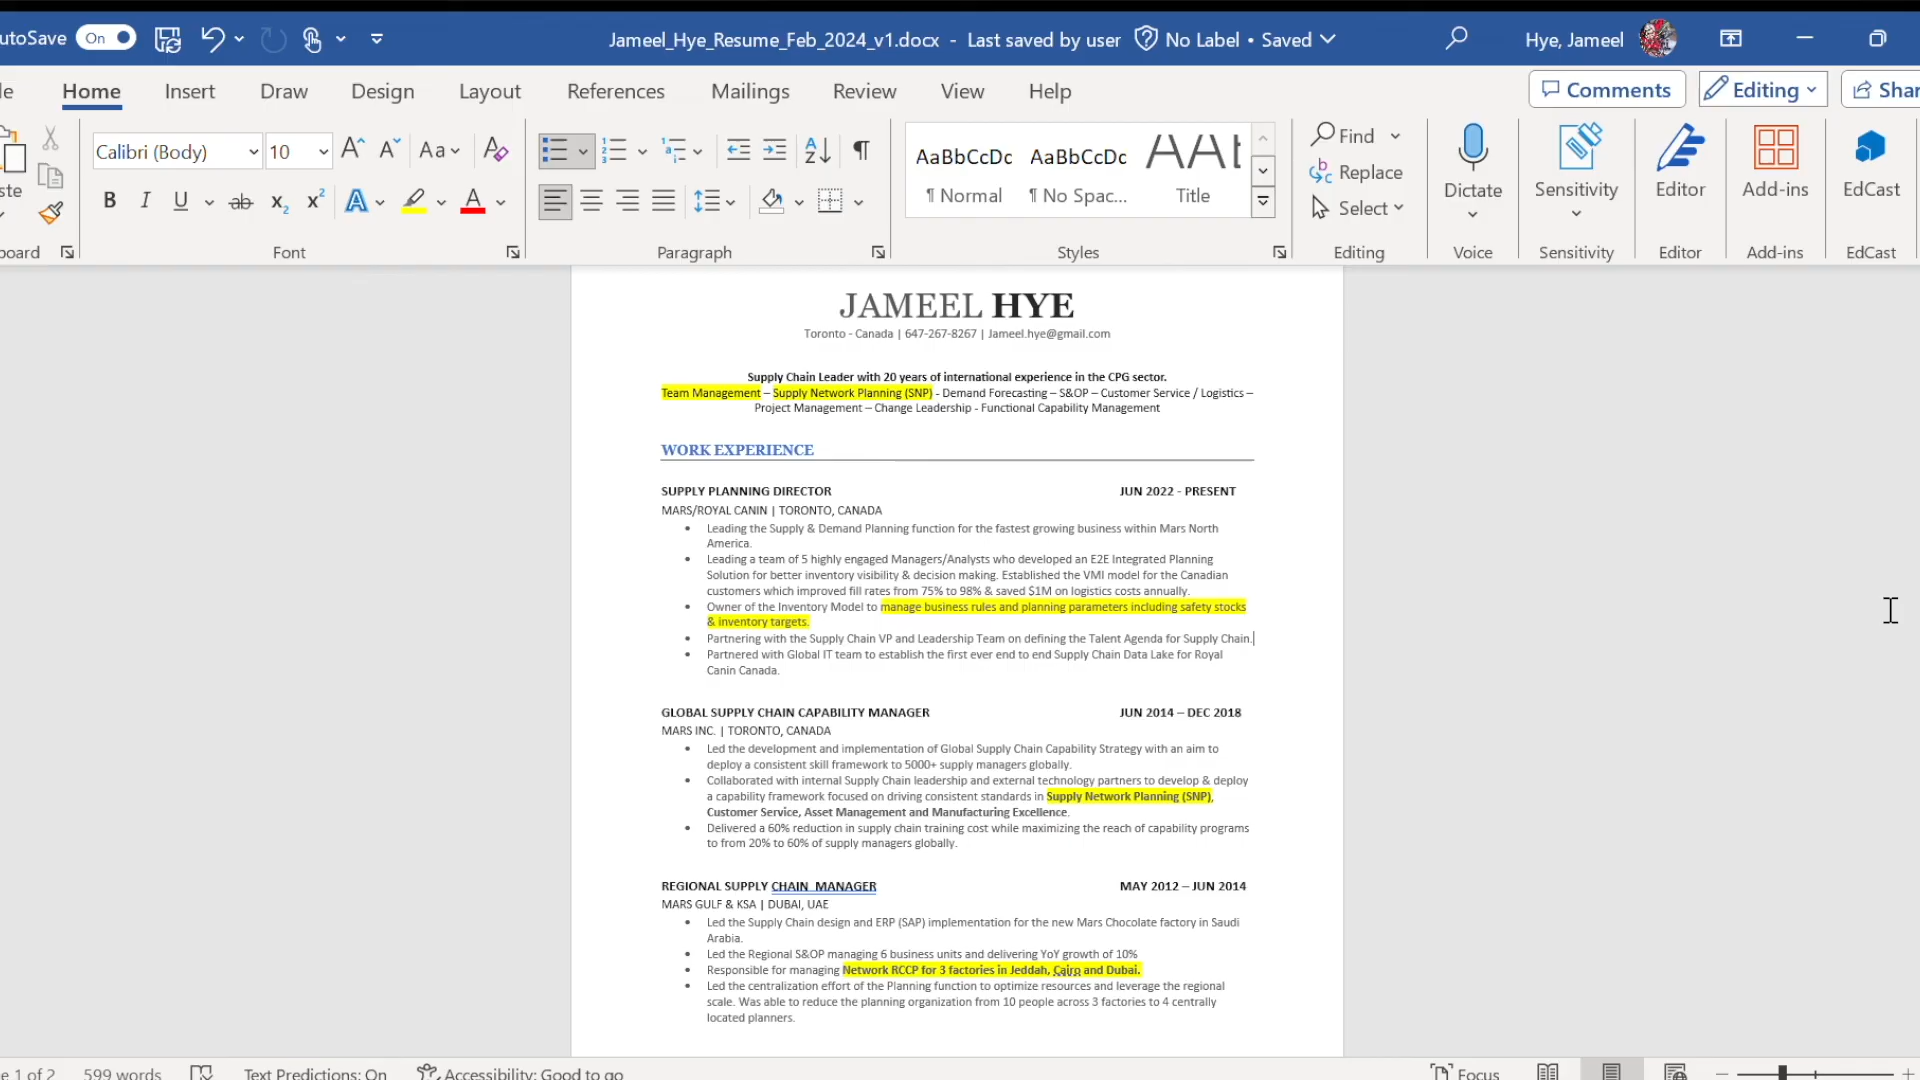 utoSave On Jameel_Hye_Resume_Feb_2024_v1.docx - Last saved by user No Label • Saved Hye, Jameel
le Home Insert Draw Design Layout References Mailings Review View Help Comments Editing Shar
Calibri (Body) 10 Aa AaBbCcDc AaBbCcDc AAI Find
ste Replace
B I U ab x₂ x² A A ¶ Normal ¶ No Spac... Title Select Dictate Sensitivity Editor Add-ins EdCast
board Font Paragraph Styles Editing Voice Sensitivity Editor Add-ins EdCast
JAMEEL HYE
Toronto - Canada | 647-267-8267 | Jameel.hye@gmail.com
Supply Chain Leader with 20 years of international experience in the CPG sector.
Team Management – Supply Network Planning (SNP) - Demand Forecasting – S&OP – Customer Service / Logistics –
Project Management – Change Leadership - Functional Capability Management
WORK EXPERIENCE
SUPPLY PLANNING DIRECTOR JUN 2022 - PRESENT
MARS/ROYAL CANIN | TORONTO, CANADA
• Leading the Supply & Demand Planning function for the fastest growing business within Mars North
America.
• Leading a team of 5 highly engaged Managers/Analysts who developed an E2E Integrated Planning
Solution for better inventory visibility & decision making. Established the VMI model for the Canadian
customers which improved fill rates from 75% to 98% & saved $1M on logistics costs annually.
• Owner of the Inventory Model to manage business rules and planning parameters including safety stocks
& inventory targets.
• Partnering with the Supply Chain VP and Leadership Team on defining the Talent Agenda for Supply Chain.
• Partnered with Global IT team to establish the first ever end to end Supply Chain Data Lake for Royal
Canin Canada.
GLOBAL SUPPLY CHAIN CAPABILITY MANAGER JUN 2014 – DEC 2018
MARS INC. | TORONTO, CANADA
• Led the development and implementation of Global Supply Chain Capability Strategy with an aim to
deploy a consistent skill framework to 5000+ supply managers globally.
• Collaborated with internal Supply Chain leadership and external technology partners to develop & deploy
a capability framework focused on driving consistent standards in Supply Network Planning (SNP),
Customer Service, Asset Management and Manufacturing Excellence.
• Delivered a 60% reduction in supply chain training cost while maximizing the reach of capability programs
to from 20% to 60% of supply managers globally.
REGIONAL SUPPLY CHAIN MANAGER MAY 2012 – JUN 2014
MARS GULF & KSA | DUBAI, UAE
• Led the Supply Chain design and ERP (SAP) implementation for the new Mars Chocolate factory in Saudi
Arabia.
• Led the Regional S&OP managing 6 business units and delivering YoY growth of 10%
• Responsible for managing Network RCCP for 3 factories in Jeddah, Cairo and Dubai.
• Led the centralization effort of the Planning function to optimize resources and leverage the regional
scale. Was able to reduce the planning organization from 10 people across 3 factories to 4 centrally
located planners.
e 1 of 2 599 words Text Predictions: On Accessibility: Good to go Focus